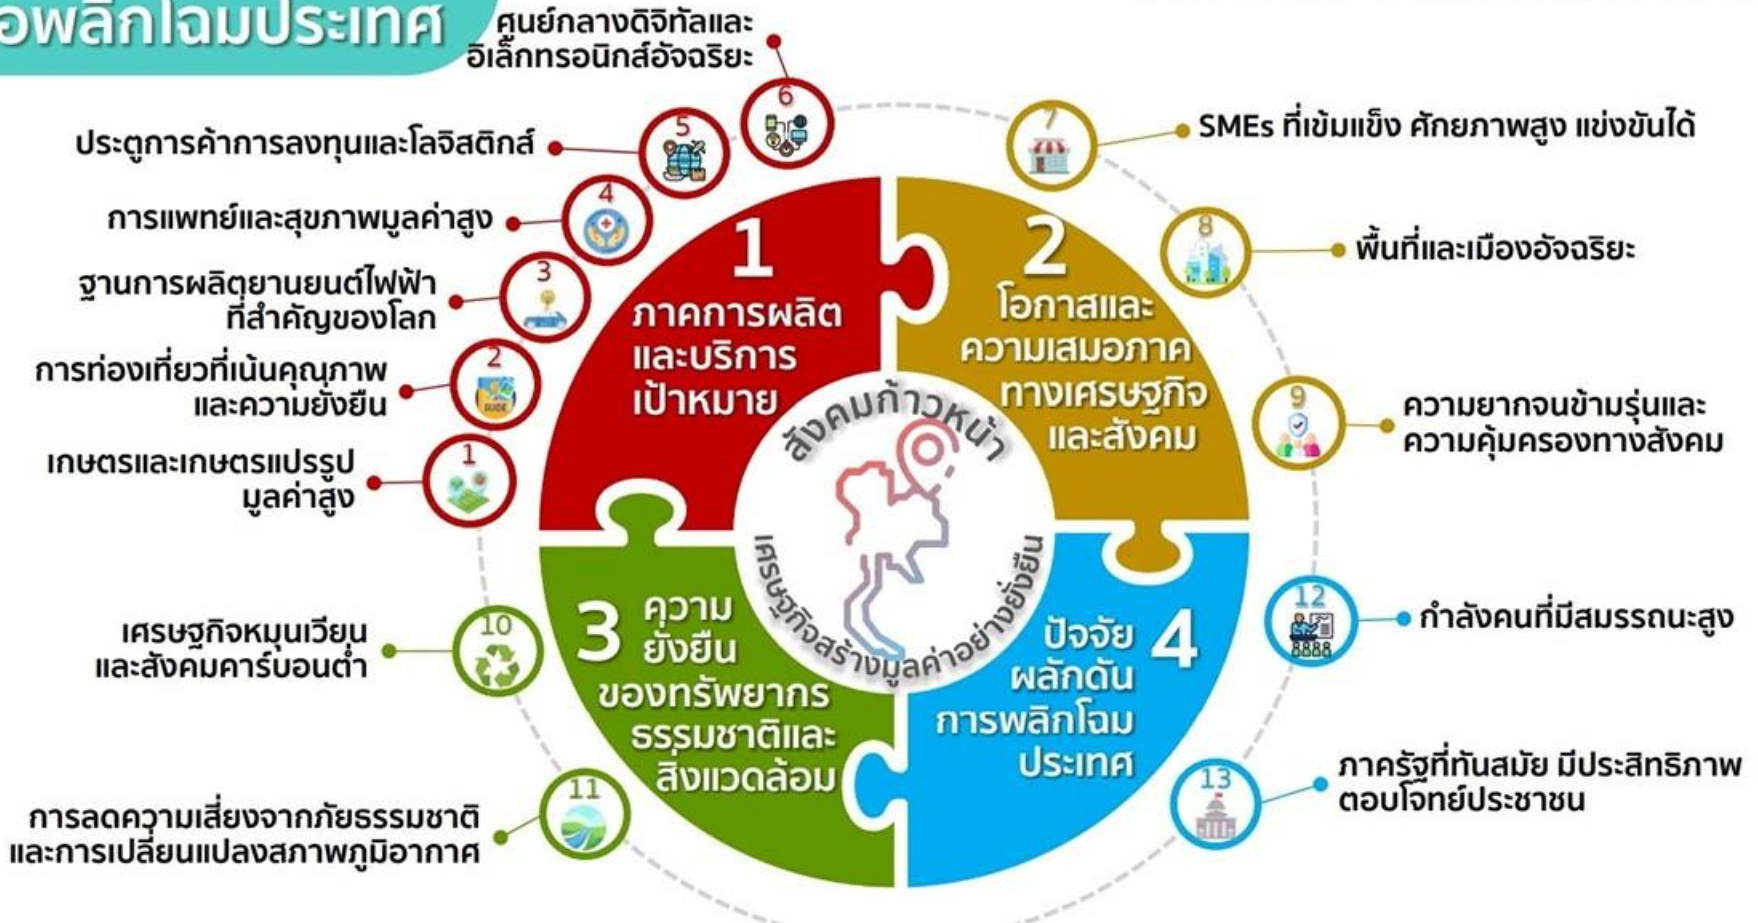 อพลิกโฉมประเทศ
ศูนย์กลางดิจิทัลและ
อิเล็กทรอนิกส์อัจฉริยะ
6
ประตูการค้าการลงทุนและโลจิสติกส์
5
การแพทย์และสุขภาพมูลค่าสูง
4
ฐานการผลิตยานยนต์ไฟฟ้า
ที่สำคัญของโลก
3
การท่องเที่ยวที่เน้นคุณภาพ
และความยั่งยืน
2
GUIDE
เกษตรและเกษตรแปรรูป
มูลค่าสูง
1
1
ภาคการผลิต
และบริการ
เป้าหมาย
2
โอกาสและ
ความเสมอภาค
ทางเศรษฐกิจ
และสังคม
7
SMEs ที่เข้มแข็ง ศักยภาพสูง แข่งขันได้
8
พื้นที่และเมืองอัจฉริยะ
9
ความยากจนข้ามรุ่นและ
ความคุ้มครองทางสังคม
สังคมก้าวหน้า
เศรษฐกิจสร้างมูลค่าอย่างยั่งยืน
3
ความ
ยั่งยืน
ของทรัพยากร
ธรรมชาติและ
สิ่งแวดล้อม
10
เศรษฐกิจหมุนเวียน
และสังคมคาร์บอนต่ำ
11
การลดความเสี่ยงจากภัยธรรมชาติ
และการเปลี่ยนแปลงสภาพภูมิอากาศ
4
ปัจจัย
ผลักดัน
การพลิกโฉม
ประเทศ
12
กำลังคนที่มีสมรรถนะสูง
13
ภาครัฐที่ทันสมัย มีประสิทธิภาพ
ตอบโจทย์ประชาชน